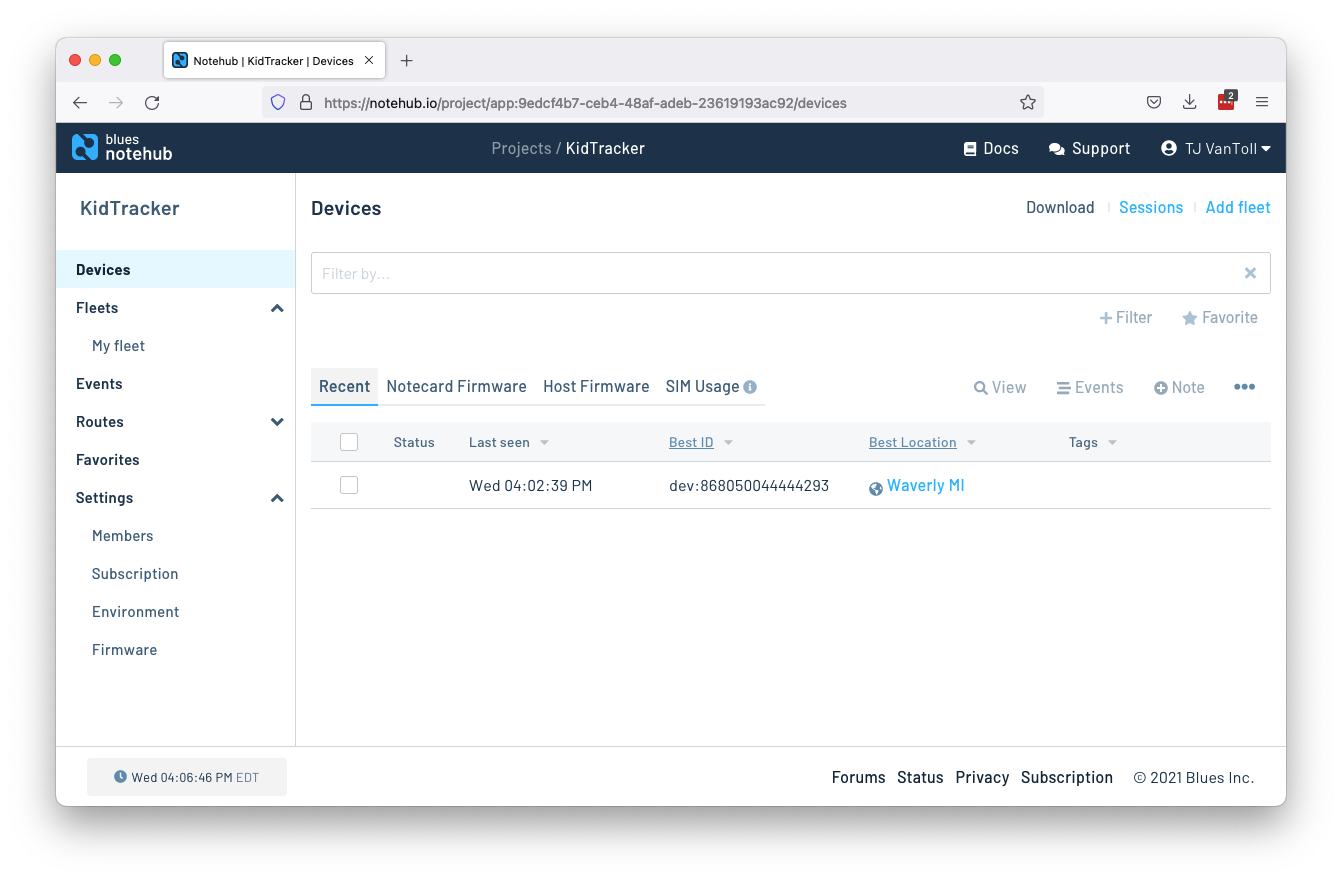 Notehub | KidTracker | Devices
https://notehub.io/project/app:9edcf4b7-ceb4-48af-adeb-23619193ac92/devices
2
blues
notehub
Projects / KidTracker
Docs
Support
TJ VanToll
KidTracker
Devices
Fleets
My fleet
Events
Routes
Favorites
Settings
Members
Subscription
Environment
Firmware
Devices
Download
Sessions
Add fleet
Filter by...
Filter
Favorite
Recent
Notecard Firmware
Host Firmware
SIM Usage
View
Events
Note
Status
Last seen
Best ID
Best Location
Tags
Wed 04:02:39 PM
dev:868050044444293
Waverly MI
Wed 04:06:46 PM EDT
Forums
Status
Privacy
Subscription
© 2021 Blues Inc.